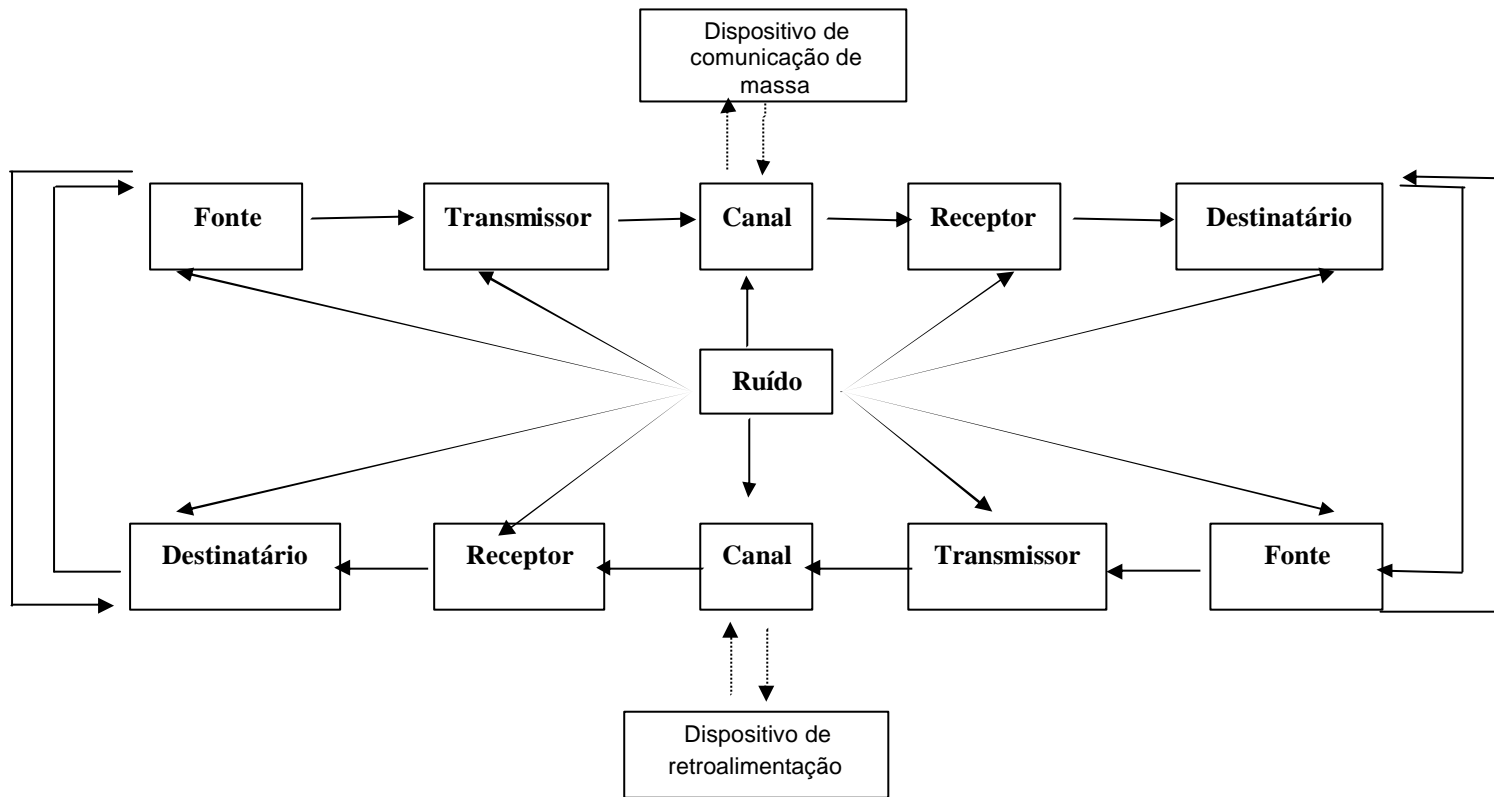 Dispositivo de
comunicação de
massa
Fonte
Transmissor
Canal
Receptor
Destinatário
Ruído
Destinatário
Receptor
Canal
Transmissor
Fonte
Dispositivo de
retroalimentação